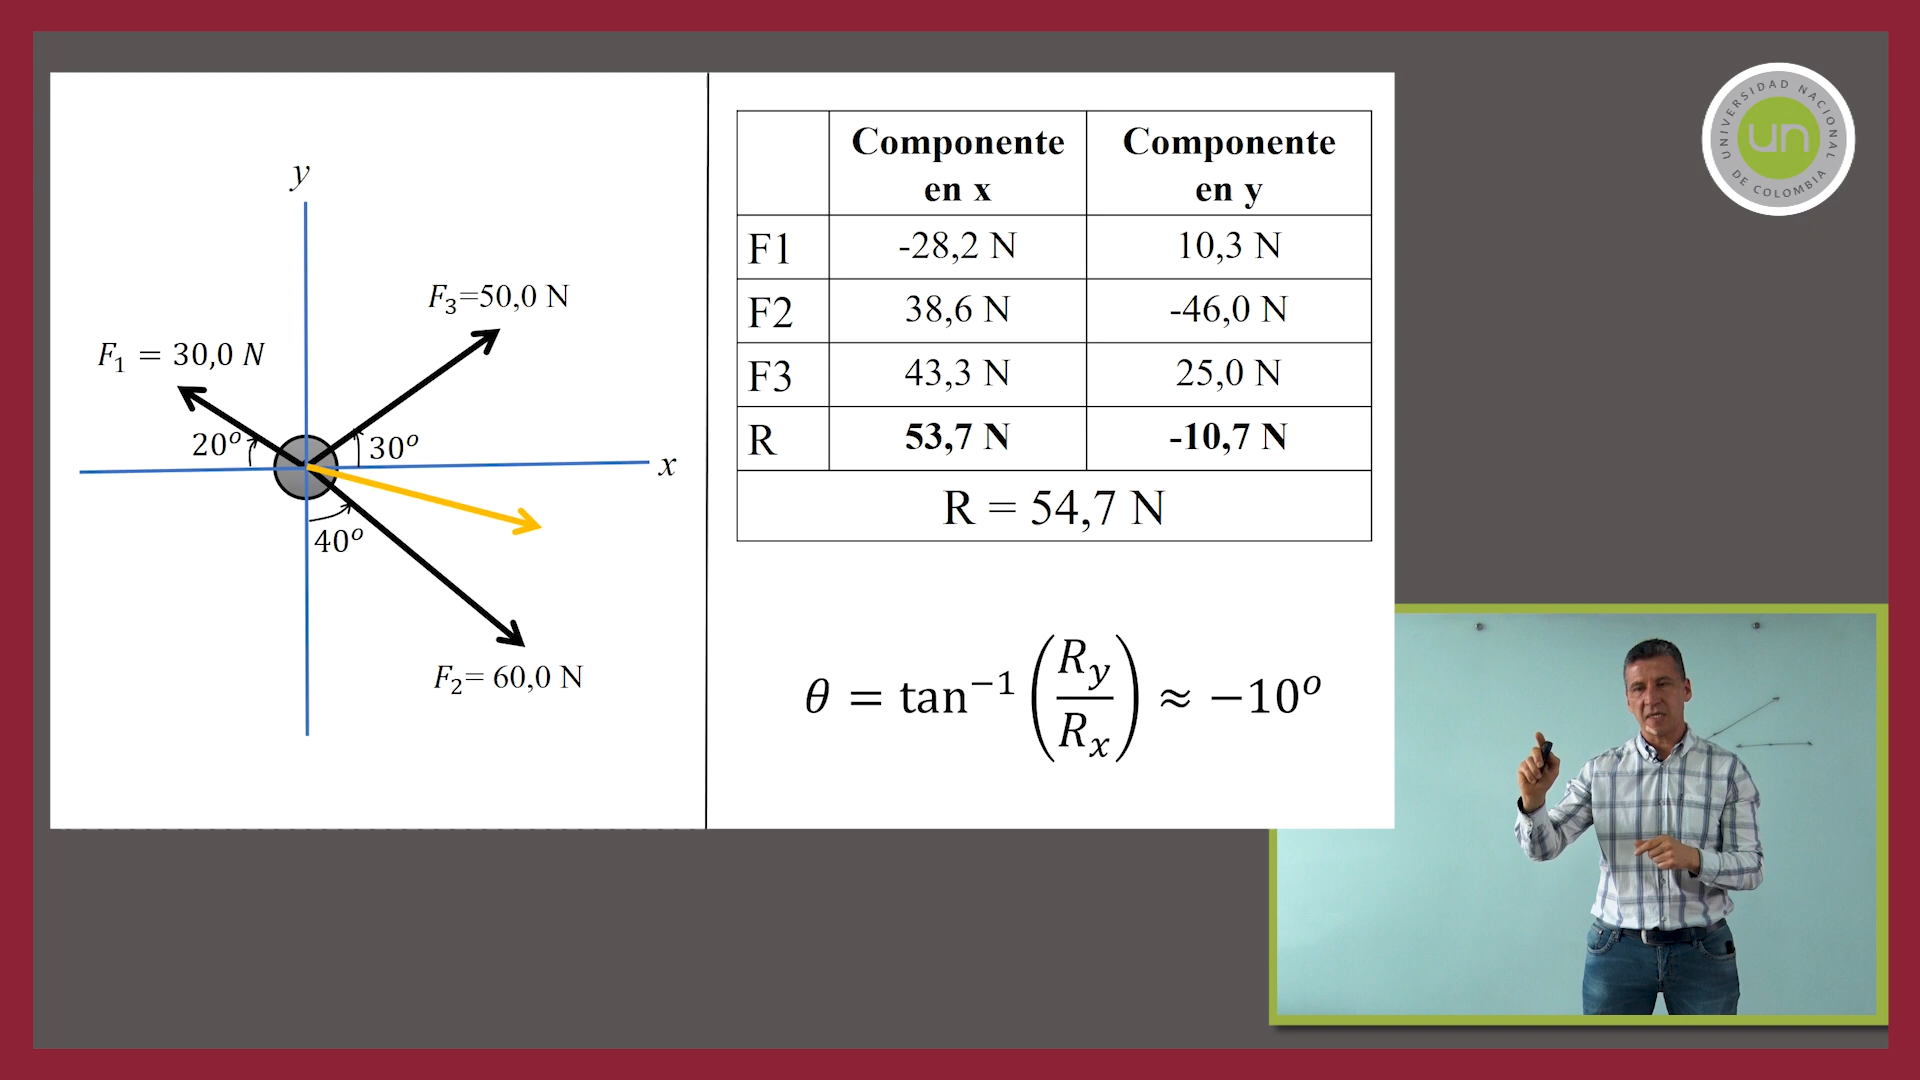 y
F₃=50,0 N
F₁ = 30,0 N
20º
30º
x
40º
F₂= 60,0 N
Componente en x
Componente en y
F1 -28,2 N 10,3 N
F2 38,6 N -46,0 N
F3 43,3 N 25,0 N
R 53,7 N -10,7 N
R = 54,7 N
θ = tan⁻¹ (R_y/R_x) ≈ −10º
UNIVERSIDAD NACIONAL
DE COLOMBIA
un